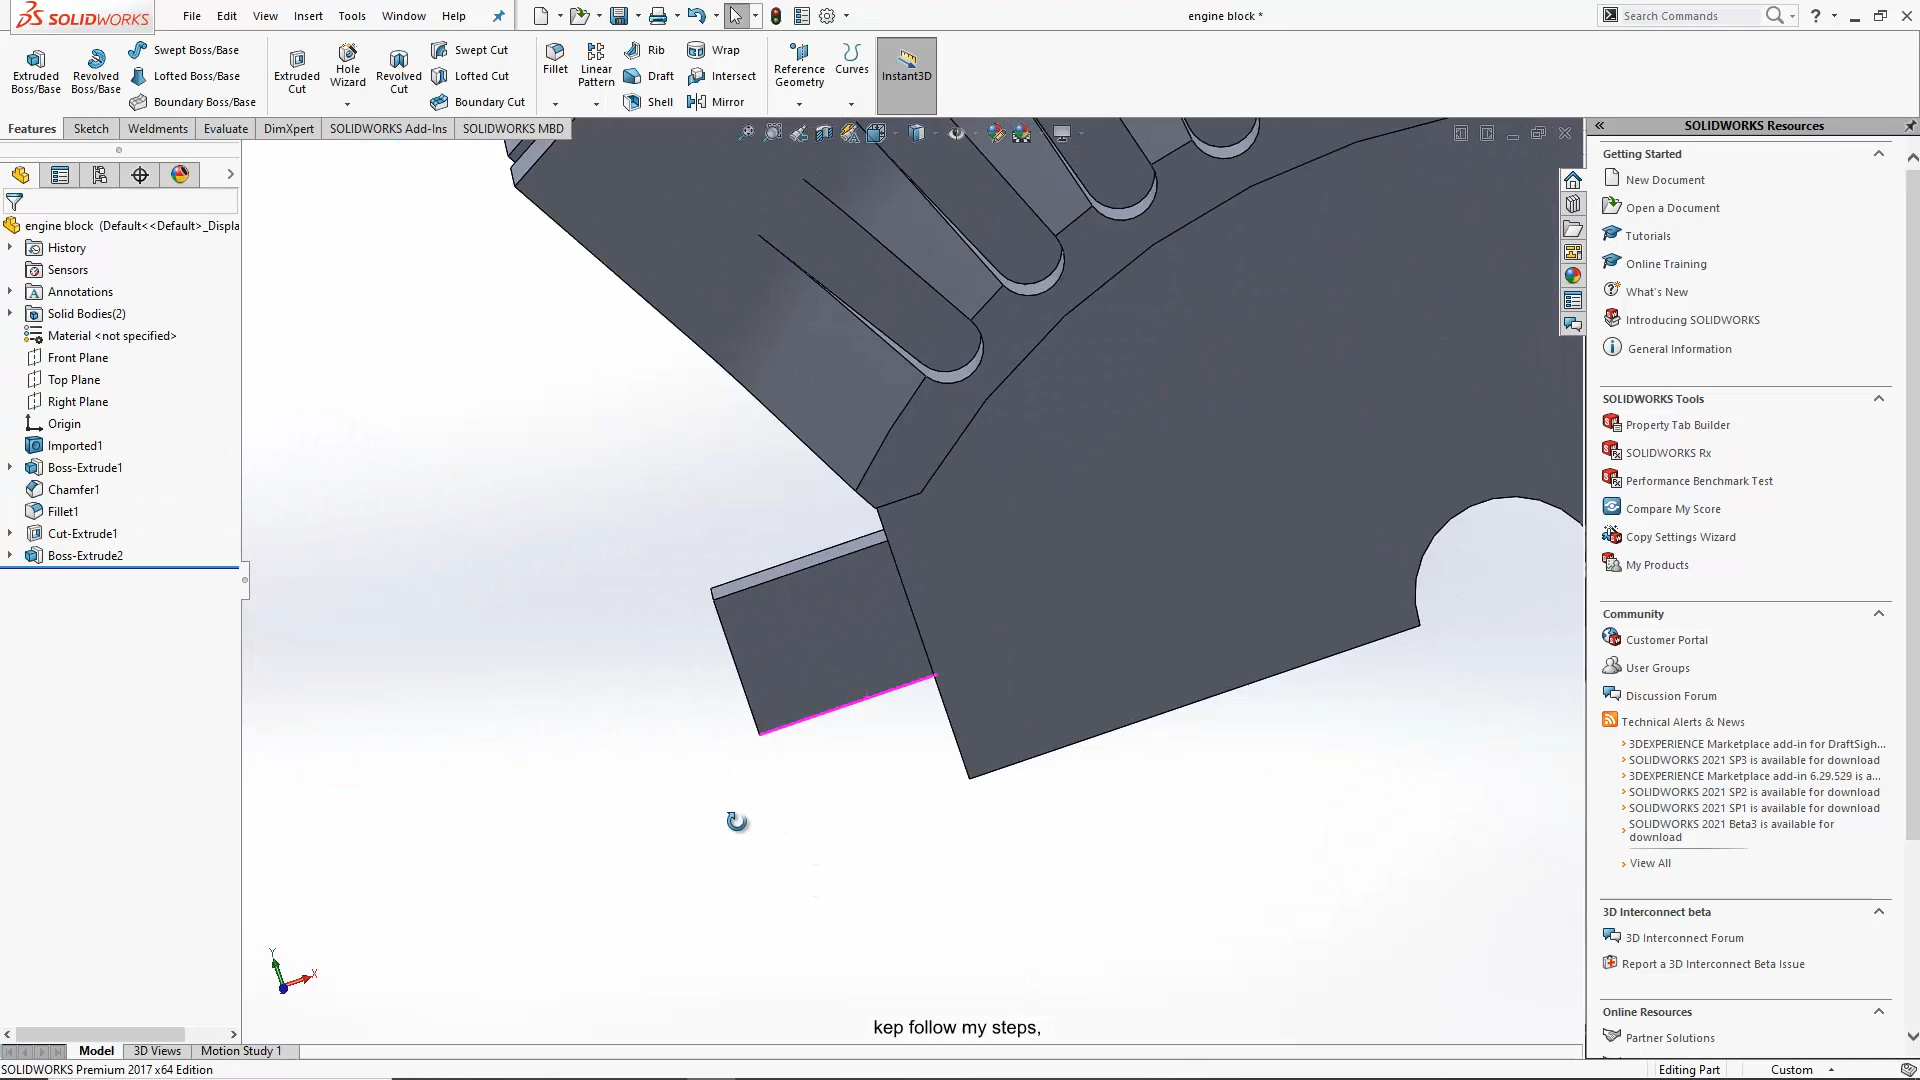 SOLIDWORKS File Edit View Insert Tools Window Help engine block * Search Commands
Extruded Boss/Base
Revolved Boss/Base
Swept Boss/Base
Lofted Boss/Base
Boundary Boss/Base
Extruded Cut
Hole Wizard
Revolved Cut
Swept Cut
Lofted Cut
Boundary Cut
Fillet
Linear Pattern
Rib
Draft
Shell
Wrap
Intersect
Mirror
Reference Geometry
Curves
Instant3D
Features Sketch Weldments Evaluate DimXpert SOLIDWORKS Add-Ins SOLIDWORKS MBD
engine block (Default<<Default>_Displa
History
Sensors
Annotations
Solid Bodies(2)
Material <not specified>
Front Plane
Top Plane
Right Plane
Origin
Imported1
Boss-Extrude1
Chamfer1
Fillet1
Cut-Extrude1
Boss-Extrude2
Y
X
kep follow my steps,
SOLIDWORKS Resources
Getting Started
New Document
Open a Document
Tutorials
Online Training
What's New
Introducing SOLIDWORKS
General Information
SOLIDWORKS Tools
Property Tab Builder
SOLIDWORKS Rx
Performance Benchmark Test
Compare My Score
Copy Settings Wizard
My Products
Community
Customer Portal
User Groups
Discussion Forum
Technical Alerts & News
3DEXPERIENCE Marketplace add-in for DraftSigh...
SOLIDWORKS 2021 SP3 is available for download
3DEXPERIENCE Marketplace add-in 6.29.529 is a...
SOLIDWORKS 2021 SP2 is available for download
SOLIDWORKS 2021 SP1 is available for download
SOLIDWORKS 2021 Beta3 is available for
download
View All
3D Interconnect beta
3D Interconnect Forum
Report a 3D Interconnect Beta Issue
Online Resources
Partner Solutions
Model 3D Views Motion Study 1
SOLIDWORKS Premium 2017 x64 Edition Editing Part Custom